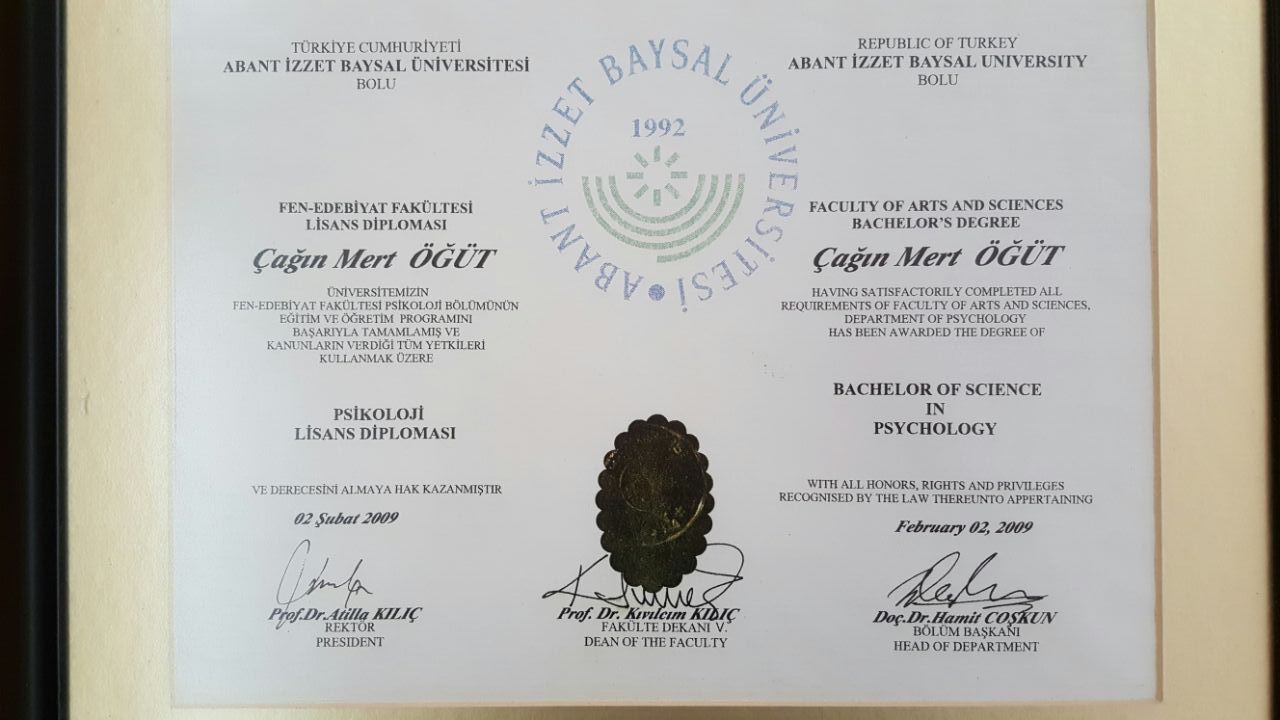 TÜRKİYE CUMHURİYETİ
ABANT İZZET BAYSAL ÜNİVERSİTESİ
BOLU
ABANT İZZET BAYSAL ÜNİVERSİTESİ
1992
REPUBLIC OF TURKEY
ABANT İZZET BAYSAL UNIVERSITY
BOLU
FEN-EDEBİYAT FAKÜLTESİ
LİSANS DİPLOMASI
Çağın Mert ÖĞÜT
ÜNİVERSİTEMİZİN
FEN-EDEBİYAT FAKÜLTESİ PSİKOLOJİ BÖLÜMÜNÜN
EĞİTİM VE ÖĞRETİM PROGRAMINI
BAŞARIYLA TAMAMLAMIŞ VE
KANUNLARIN VERDİĞİ TÜM YETKİLERİ
KULLANMAK ÜZERE
PSİKOLOJİ
LİSANS DİPLOMASI
VE DERECESİNİ ALMAYA HAK KAZANMIŞTIR
02 Şubat 2009
FACULTY OF ARTS AND SCIENCES
BACHELOR'S DEGREE
Çağın Mert ÖĞÜT
HAVING SATISFACTORILY COMPLETED ALL
REQUIREMENTS OF FACULTY OF ARTS AND SCIENCES,
DEPARTMENT OF PSYCHOLOGY
HAS BEEN AWARDED THE DEGREE OF
BACHELOR OF SCIENCE
IN
PSYCHOLOGY
WITH ALL HONORS, RIGHTS AND PRIVILEGES
RECOGNISED BY THE LAW THEREUNTO APPERTAINING
February 02, 2009
Prof.Dr.Atilla KILIÇ
REKTÖR
PRESIDENT
Prof. Dr. Kıvılcım KILIÇ
FAKÜLTE DEKANI V.
DEAN OF THE FACULTY
Doç.Dr.Hamit COŞKUN
BÖLÜM BAŞKANI
HEAD OF DEPARTMENT